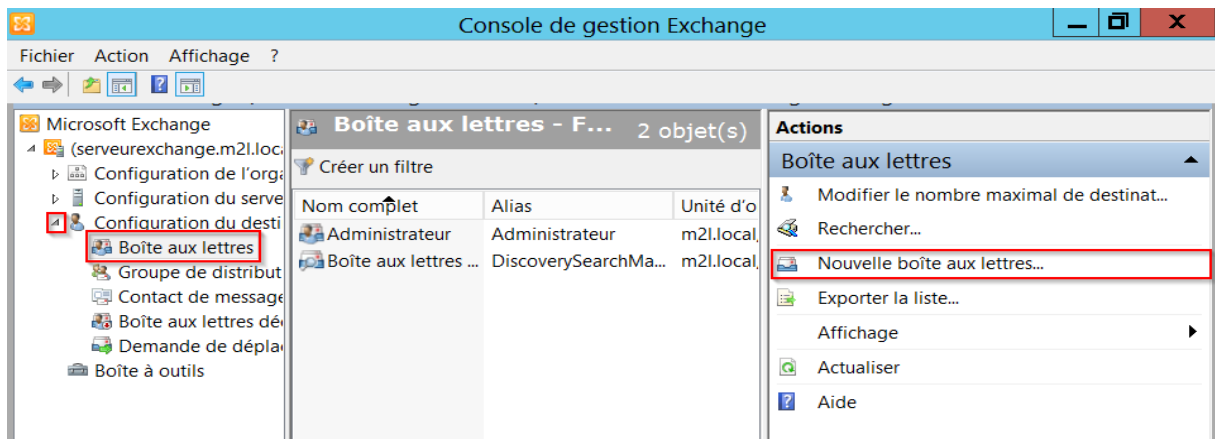 Console de gestion Exchange
Fichier Action Affichage ?
Microsoft Exchange
(serveurexchange.m2l.loc
Configuration de l'orga
Configuration du serve
Configuration du desti
Boîte aux lettres
Groupe de distribut
Contact de message
Boîte aux lettres dé
Demande de dépla
Boîte à outils
Boîte aux lettres - F... 2 objet(s)
Créer un filtre
Nom complet Alias Unité d'o
Administrateur Administrateur m2l.local,
Boîte aux lettres ... DiscoverySearchMa... m2l.local,
Actions
Boîte aux lettres
Modifier le nombre maximal de destinat...
Rechercher...
Nouvelle boîte aux lettres...
Exporter la liste...
Affichage
Actualiser
Aide